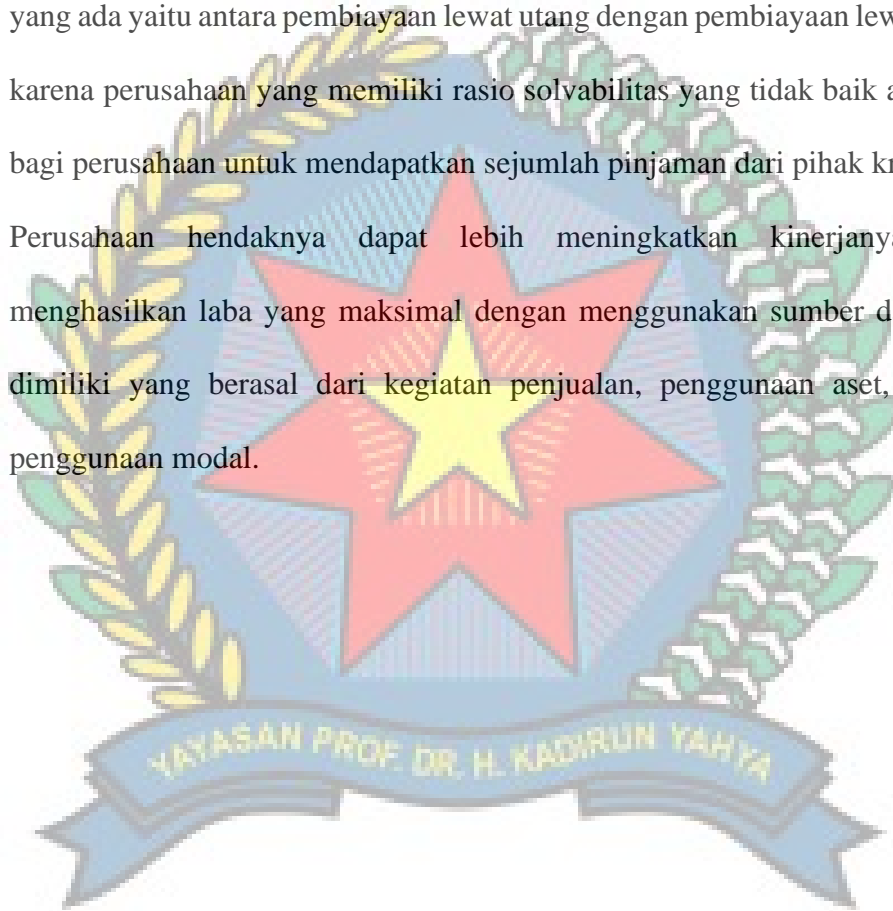 yang ada yaitu antara pembiayaan lewat utang dengan pembiayaan lew
karena perusahaan yang memiliki rasio solvabilitas yang tidak baik a
bagi perusahaan untuk mendapatkan sejumlah pinjaman dari pihak kr
Perusahaan hendaknya dapat lebih meningkatkan kinerjanya
menghasilkan laba yang maksimal dengan menggunakan sumber d
dimiliki yang berasal dari kegiatan penjualan, penggunaan aset,
penggunaan modal.
YAYASAN PROF. DR. H. KADIRUN YAHYA